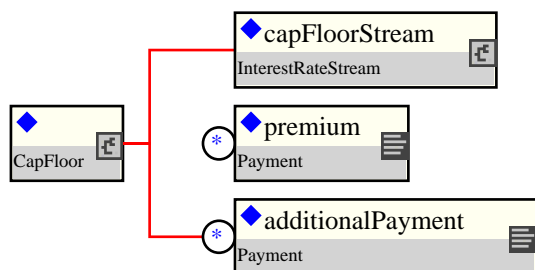 capFloorStream
InterestRateStream
CapFloor
*
premium
Payment
*
additionalPayment
Payment